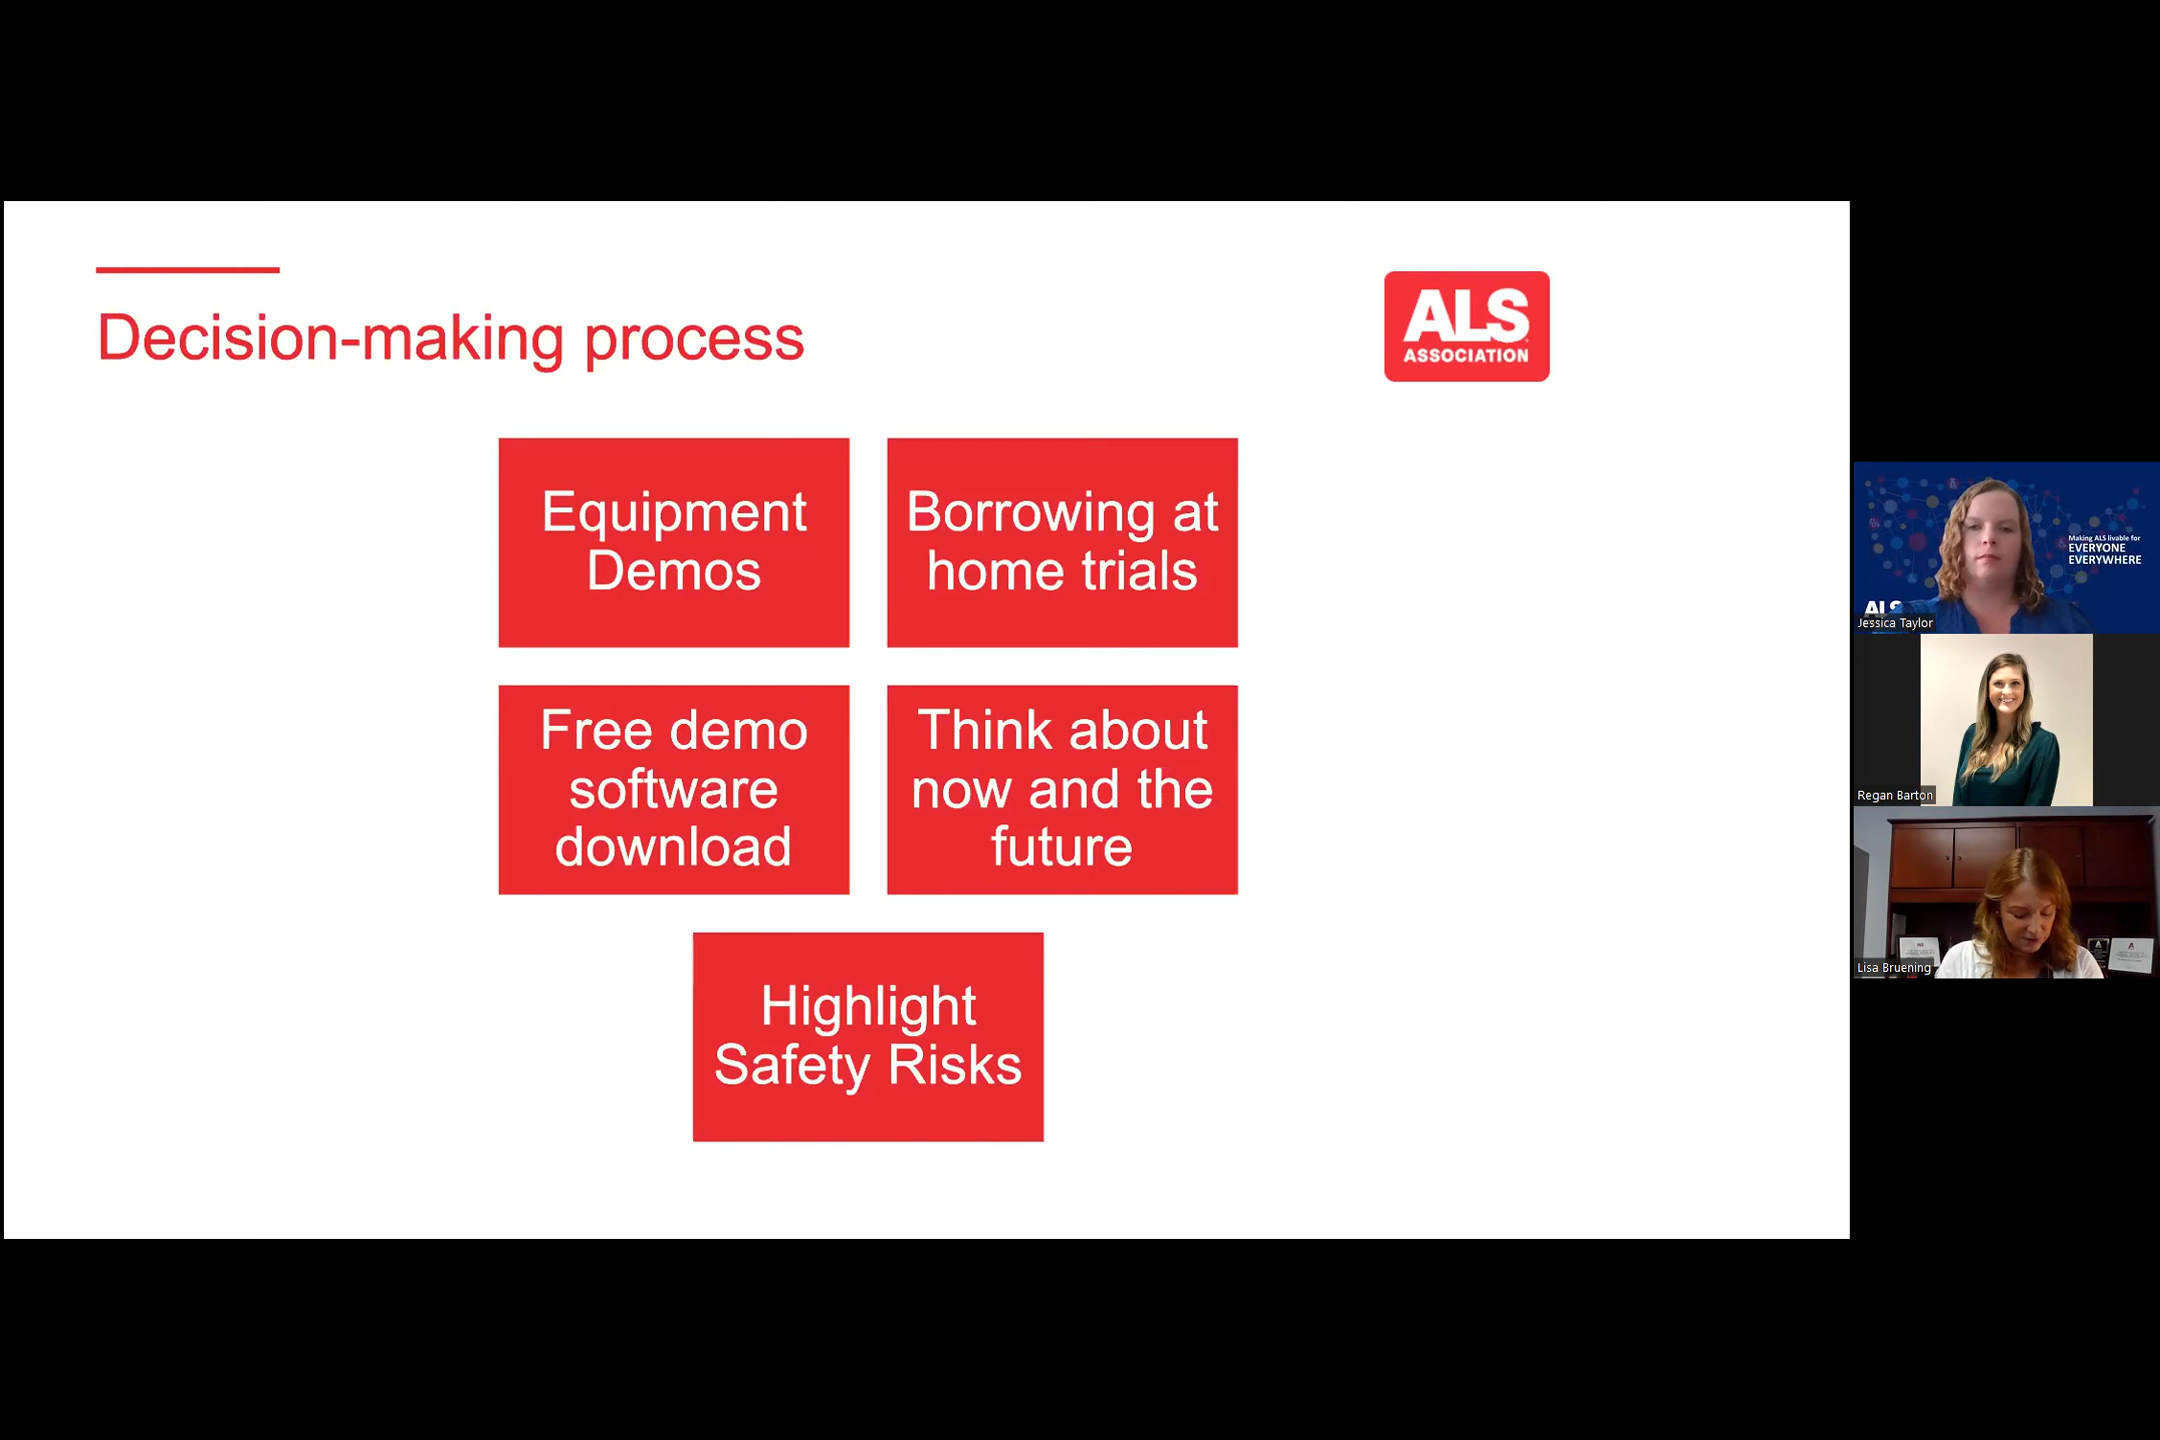 Decision-making process
ALS
ASSOCIATION
Equipment
Demos
Borrowing at
home trials
Free demo
software
download
Think about
now and the
future
Highlight
Safety Risks
Making ALS livable for
EVERYONE
EVERYWHERE
ALS
Jessica Taylor
Regan Barton
Lisa Bruening